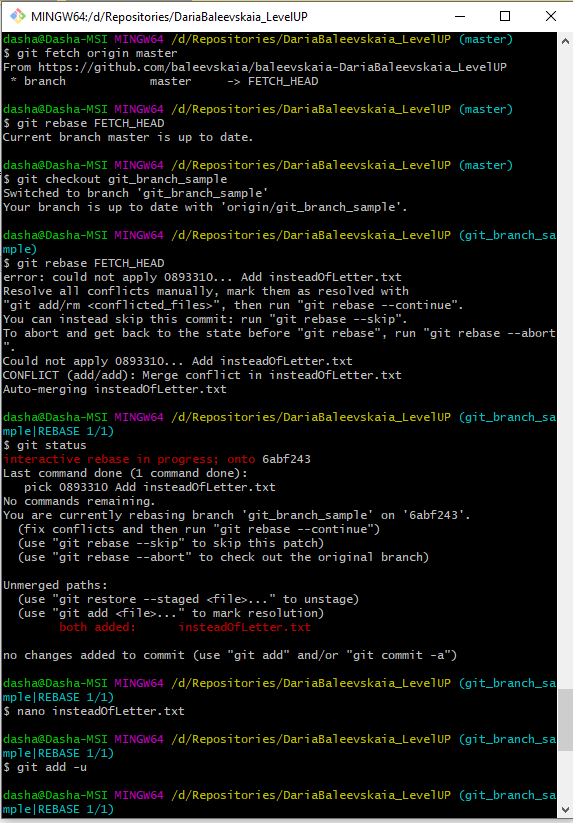 MINGW64:/d/Repositories/DariaBaleevskaia_LevelUP
dasha@Dasha-MSI MINGW64 /d/Repositories/DariaBaleevskaia_LevelUP (master)
$ git fetch origin master
From https://github.com/baleevskaia/baleevskaia-DariaBaleevskaia_LevelUP
 * branch            master     -> FETCH_HEAD
dasha@Dasha-MSI MINGW64 /d/Repositories/DariaBaleevskaia_LevelUP (master)
$ git rebase FETCH_HEAD
Current branch master is up to date.
dasha@Dasha-MSI MINGW64 /d/Repositories/DariaBaleevskaia_LevelUP (master)
$ git checkout git_branch_sample
Switched to branch 'git_branch_sample'
Your branch is up to date with 'origin/git_branch_sample'.
dasha@Dasha-MSI MINGW64 /d/Repositories/DariaBaleevskaia_LevelUP (git_branch_sa
mple)
$ git rebase FETCH_HEAD
error: could not apply 0893310... Add insteadOfLetter.txt
Resolve all conflicts manually, mark them as resolved with
"git add/rm <conflicted_files>", then run "git rebase --continue".
You can instead skip this commit: run "git rebase --skip".
To abort and get back to the state before "git rebase", run "git rebase --abort
".
Could not apply 0893310... Add insteadOfLetter.txt
CONFLICT (add/add): Merge conflict in insteadOfLetter.txt
Auto-merging insteadOfLetter.txt
dasha@Dasha-MSI MINGW64 /d/Repositories/DariaBaleevskaia_LevelUP (git_branch_sa
mple|REBASE 1/1)
$ git status
interactive rebase in progress; onto 6abf243
Last command done (1 command done):
   pick 0893310 Add insteadOfLetter.txt
No commands remaining.
You are currently rebasing branch 'git_branch_sample' on '6abf243'.
  (fix conflicts and then run "git rebase --continue")
  (use "git rebase --skip" to skip this patch)
  (use "git rebase --abort" to check out the original branch)
Unmerged paths:
  (use "git restore --staged <file>..." to unstage)
  (use "git add <file>..." to mark resolution)
        both added:      insteadOfLetter.txt
no changes added to commit (use "git add" and/or "git commit -a")
dasha@Dasha-MSI MINGW64 /d/Repositories/DariaBaleevskaia_LevelUP (git_branch_sa
mple|REBASE 1/1)
$ nano insteadOfLetter.txt
dasha@Dasha-MSI MINGW64 /d/Repositories/DariaBaleevskaia_LevelUP (git_branch_sa
mple|REBASE 1/1)
$ git add -u
dasha@Dasha-MSI MINGW64 /d/Repositories/DariaBaleevskaia_LevelUP (git_branch_sa
mple|REBASE 1/1)